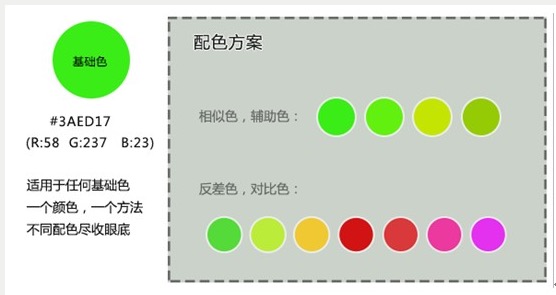 基础色
#3AED17
(R:58 G:237 B:23)
适用于任何基础色
一个颜色，一个方法
不同配色尽收眼底
配色方案
相似色，辅助色：
反差色，对比色：